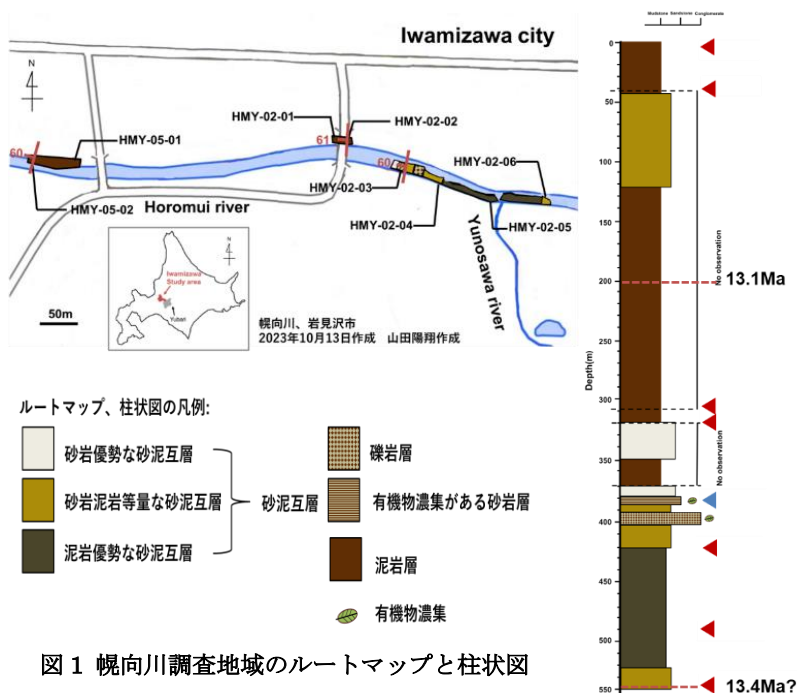 Iwamizawa city
N
HMY-02-01
HMY-02-02
HMY-05-01
61
60
60
HMY-02-06
HMY-02-03
HMY-05-02
Horomui river
HMY-02-04
HMY-02-05
Yunosawa river
N
Iwamizawa
Study area
Yubari
50m
幌向川、岩見沢市
2023年10月13日作成 山田陽翔作成
ルートマップ、柱状図の凡例:
砂岩優勢な砂泥互層
砂岩泥岩等量な砂泥互層
泥岩優勢な砂泥互層
砂泥互層
礫岩層
有機物濃集がある砂岩層
泥岩層
有機物濃集
図1 幌向川調査地域のルートマップと柱状図
Mudstone Sandstone Conglomerate
Depth(m)
0
50
100
150
200
250
300
350
400
450
500
550
No observation
No observation
13.1Ma
13.4Ma?